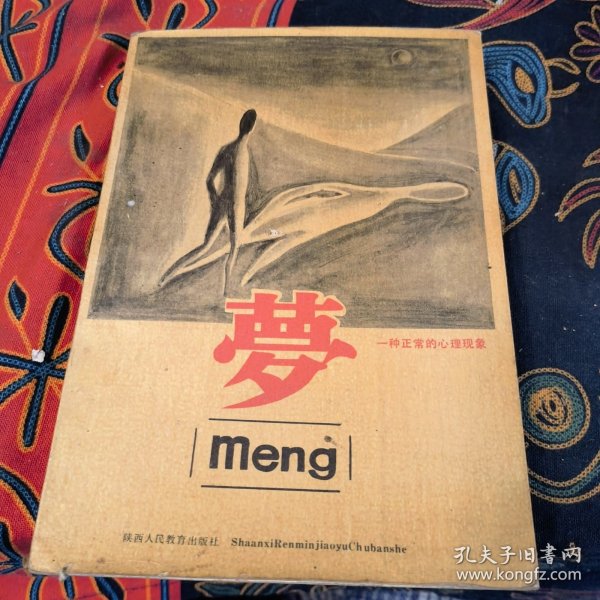 夢
一种正常的心理现象
meng
陕西人民教育出版社 ShaanxiRenminjiaoyuChubanshe
孔夫子旧书网
www.kongfz.com